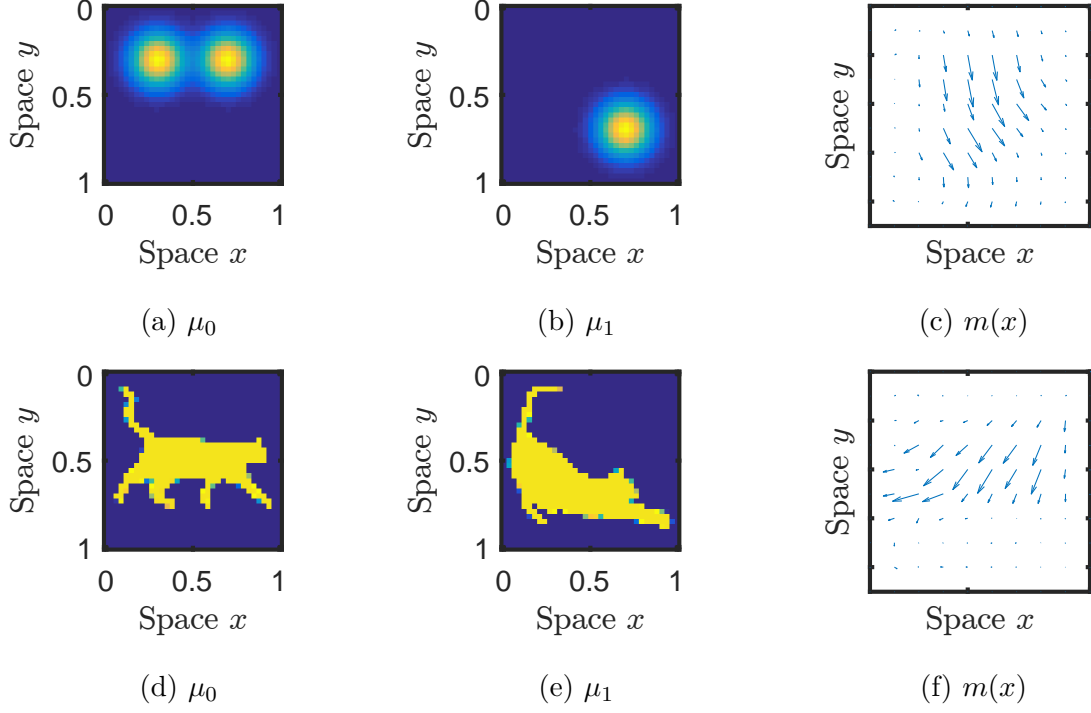 0
0.5
1
Space y
0 0.5 1
Space x
(a) μ₀
0
0.5
1
Space y
0 0.5 1
Space x
(b) μ₁
Space y
Space x
(c) m(x)
0
0.5
1
Space y
0 0.5 1
Space x
(d) μ₀
0
0.5
1
Space y
0 0.5 1
Space x
(e) μ₁
Space y
Space x
(f) m(x)